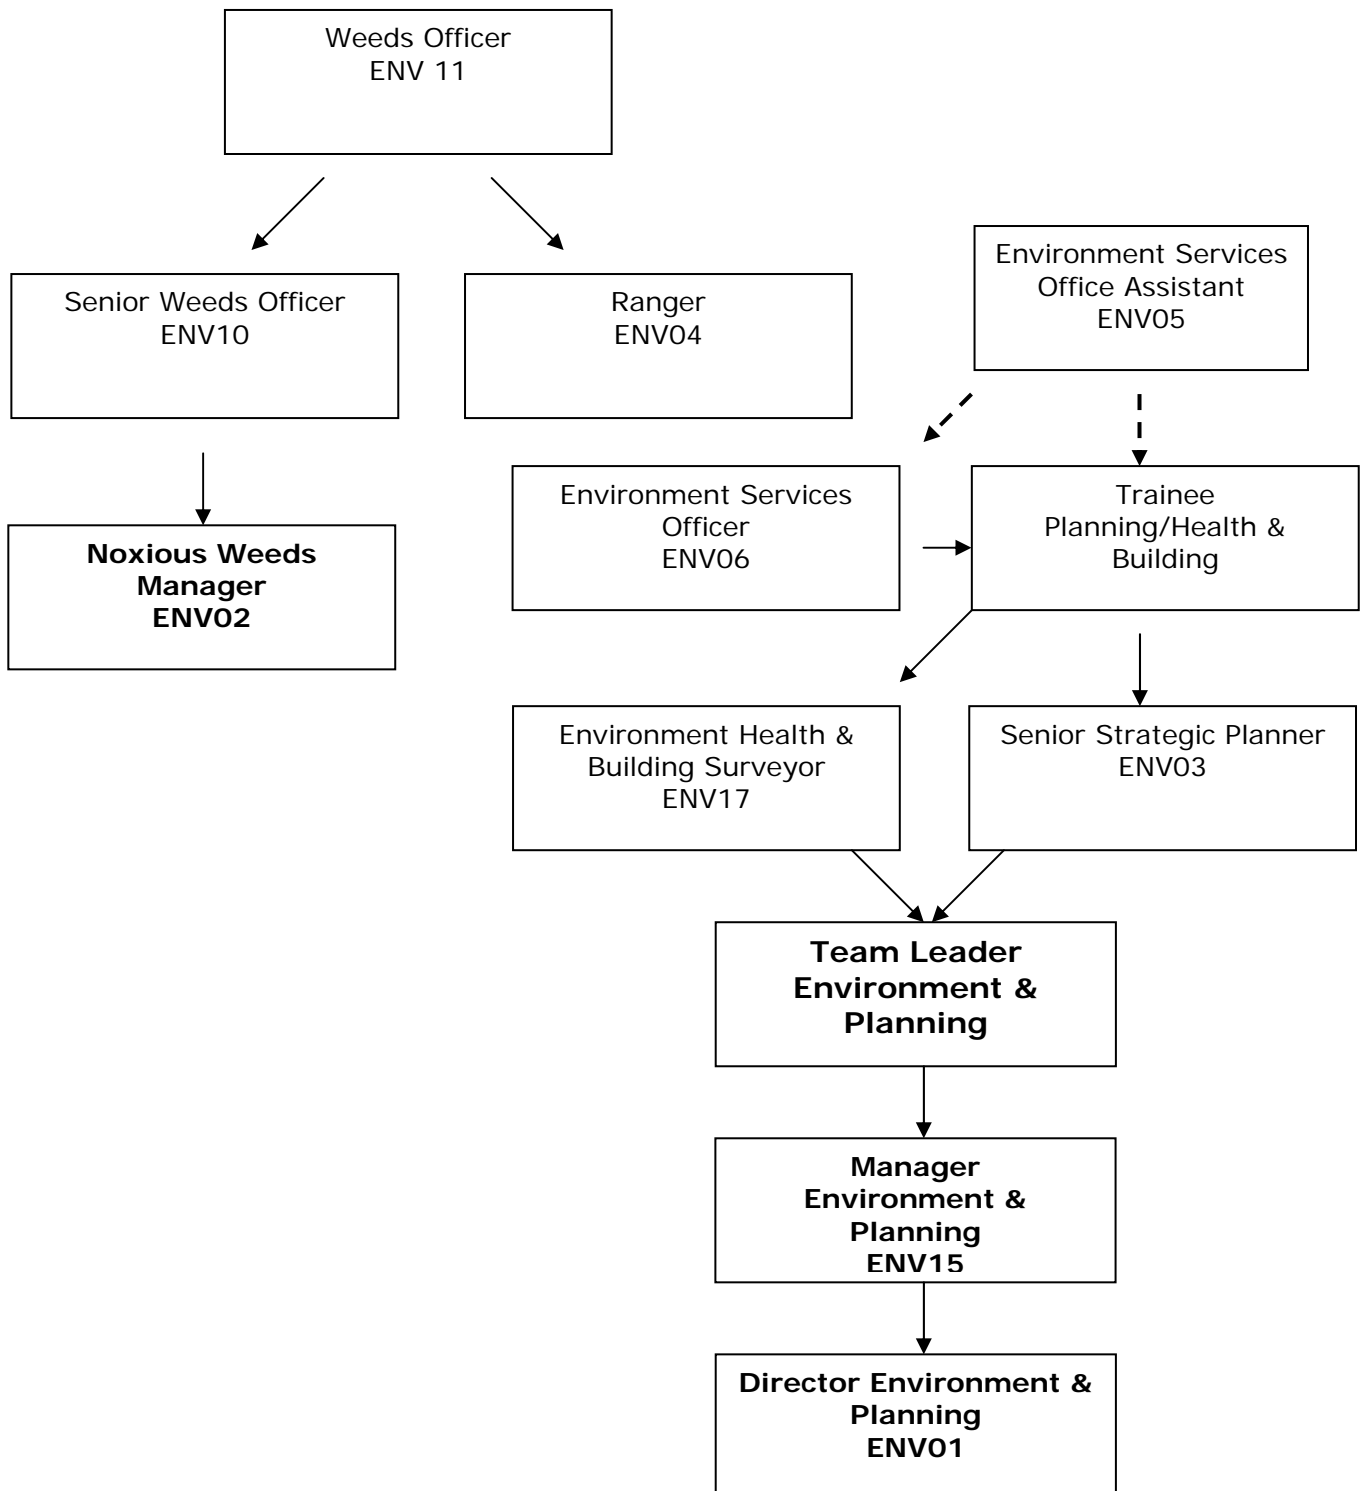 Weeds Officer
ENV 11
Senior Weeds Officer
ENV10
Ranger
ENV04
Environment Services
Office Assistant
ENV05
Environment Services
Officer
ENV06
Trainee
Planning/Health &
Building
Noxious Weeds
Manager
ENV02
Environment Health &
Building Surveyor
ENV17
Senior Strategic Planner
ENV03
Team Leader
Environment &
Planning
Manager
Environment &
Planning
ENV15
Director Environment &
Planning
ENV01